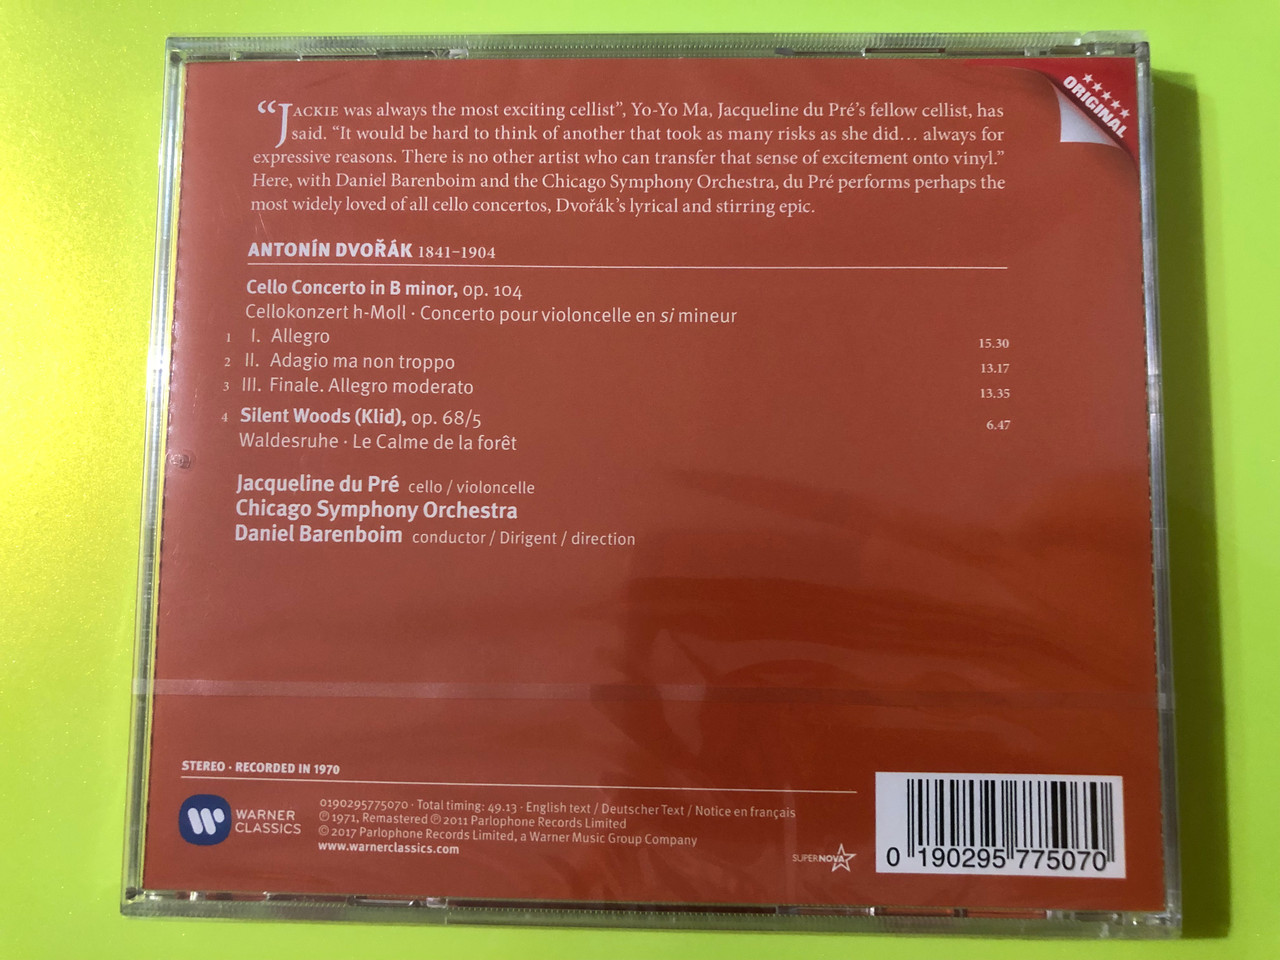 “JACKIE was always the most exciting cellist”, Yo-Yo Ma, Jacqueline du Pré’s fellow cellist, has
said. “It would be hard to think of another that took as many risks as she did… always for
expressive reasons. There is no other artist who can transfer that sense of excitement onto vinyl.”
Here, with Daniel Barenboim and the Chicago Symphony Orchestra, du Pré performs perhaps the
most widely loved of all cello concertos, Dvořák’s lyrical and stirring epic.
ORIGINAL
ANTONÍN DVOŘÁK 1841–1904
Cello Concerto in B minor, op. 104
Cellokonzert h-Moll · Concerto pour violoncelle en si mineur
1 I. Allegro 15.30
2 II. Adagio ma non troppo 13.17
3 III. Finale. Allegro moderato 13.35
4 Silent Woods (Klid), op. 68/5 6.47
Waldesruhe · Le Calme de la forêt
Jacqueline du Pré cello / violoncelle
Chicago Symphony Orchestra
Daniel Barenboim conductor / Dirigent / direction
STEREO · RECORDED IN 1970
WARNER
CLASSICS
0190295775070 · Total timing: 49.13 · English text / Deutscher Text / Notice en français
℗ 1971, Remastered ℗ 2011 Parlophone Records Limited
© 2017 Parlophone Records Limited, a Warner Music Group Company
www.warnerclassics.com
SUPERNOVA
0 190295 775070